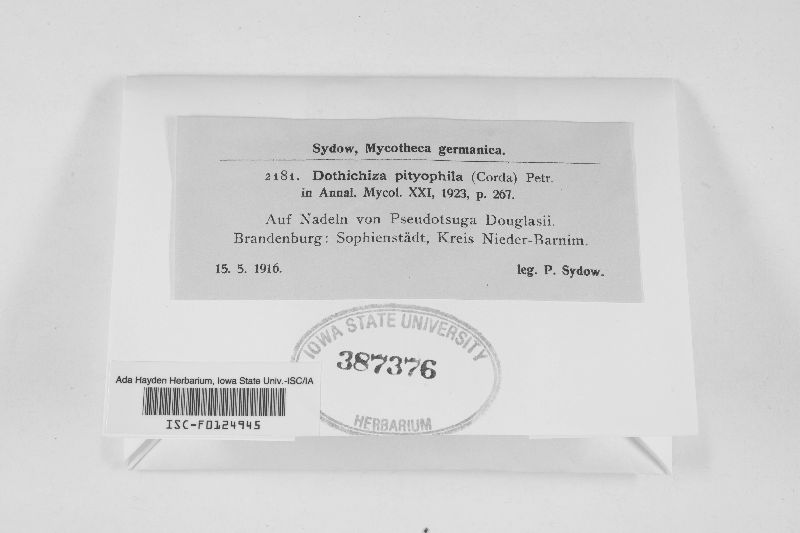 Sydow, Mycotheca germanica.
2181. Dothichiza pityophila (Corda) Petr.
in Annal. Mycol. XXI, 1923, p. 267.
Auf Nadeln von Pseudotsuga Douglasii.
Brandenburg: Sophienstädt, Kreis Nieder-Barnim.
15. 5. 1916. leg. P. Sydow.
IOWA STATE UNIVERSITY
387376
HERBARIUM
Ada Hayden Herbarium, Iowa State Univ.-ISC/IA
ISC-F0124945